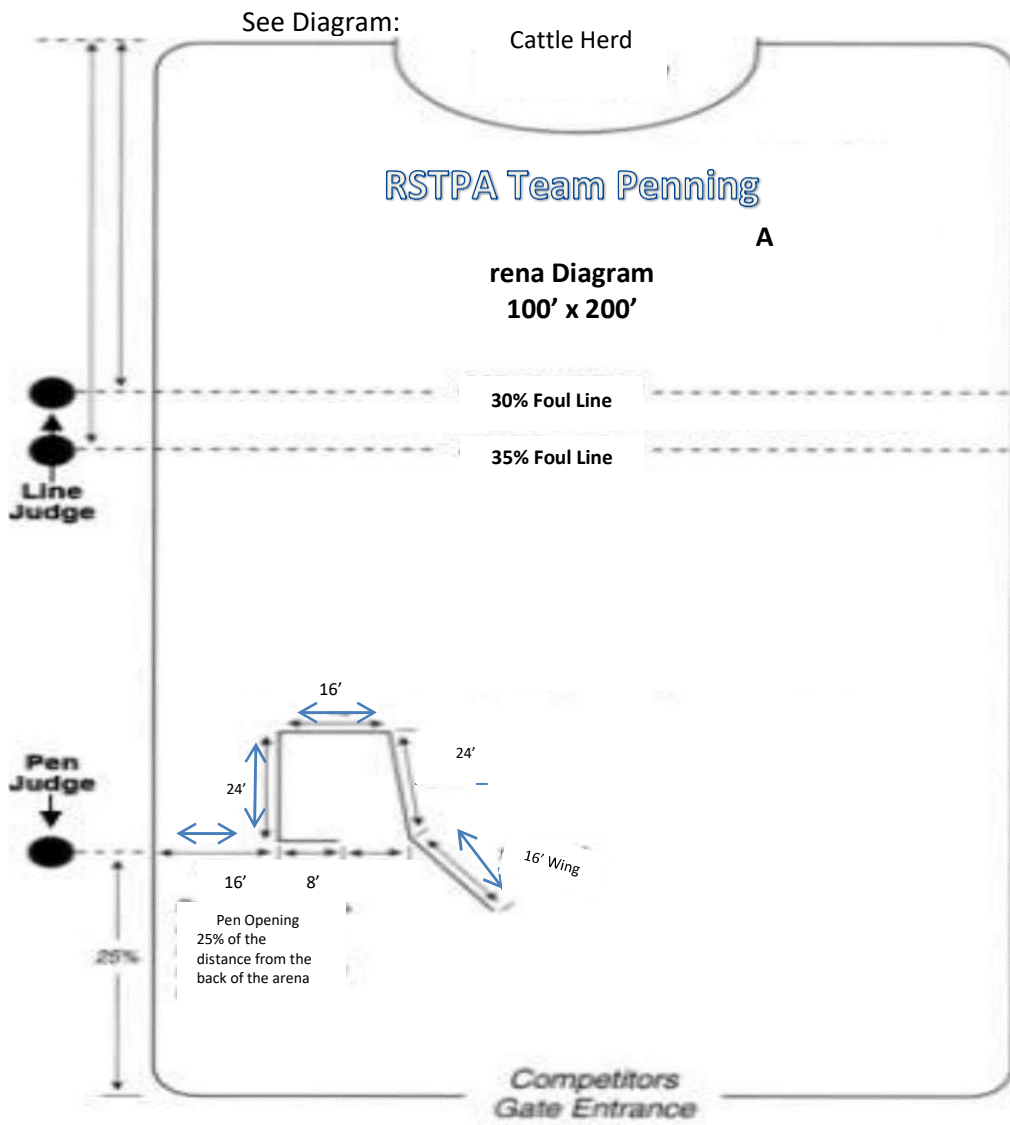 See Diagram:
Cattle Herd
RSTPA Team Penning
A
rena Diagram
100’ x 200’
30% Foul Line
35% Foul Line
Line
Judge
16’
24’
24’
Pen
Judge
16’ Wing
16’
8’
Pen Opening
25% of the
distance from the
back of the arena
25%
Competitors
Gate Entrance